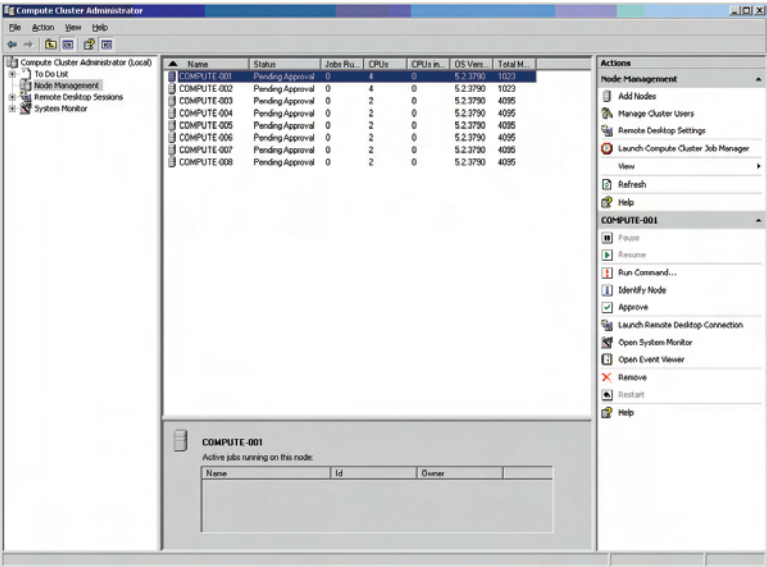 Compute Cluster Administrator
File Action View Help
Compute Cluster Administrator (Local)
To Do List
Node Management
Remote Desktop Sessions
System Monitor
Name Status Jobs Ru... CPUs CPUs in... OS Vers... Total M...
COMPUTE-001 Pending Approval 0 4 0 5.2.3790 1023
COMPUTE-002 Pending Approval 0 4 0 5.2.3790 1023
COMPUTE-003 Pending Approval 0 2 0 5.2.3790 4095
COMPUTE-004 Pending Approval 0 2 0 5.2.3790 4095
COMPUTE-005 Pending Approval 0 2 0 5.2.3790 4095
COMPUTE-006 Pending Approval 0 2 0 5.2.3790 4095
COMPUTE-007 Pending Approval 0 2 0 5.2.3790 4095
COMPUTE-008 Pending Approval 0 2 0 5.2.3790 4095
COMPUTE-001
Active jobs running on this node:
Name Id Owner
Actions
Node Management
Add Nodes
Manage Cluster Users
Remote Desktop Settings
Launch Compute Cluster Job Manager
View
Refresh
Help
COMPUTE-001
Pause
Resume
Run Command...
Identify Node
Approve
Launch Remote Desktop Connection
Open System Monitor
Open Event Viewer
Remove
Restart
Help